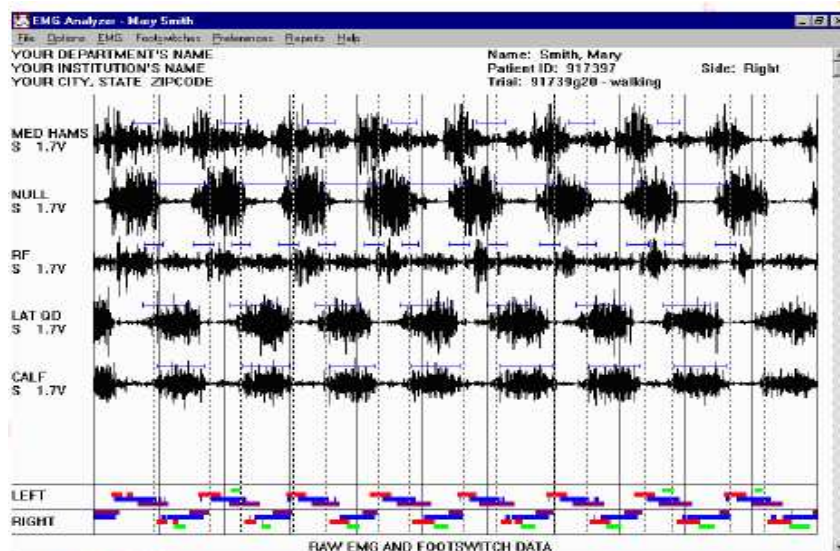 EMG Analyzer - Mary Smith
File Options EMG Footswitches Preferences Reports Help
YOUR DEPARTMENT'S NAME
YOUR INSTITUTION'S NAME
YOUR CITY, STATE ZIPCODE
Name: Smith, Mary
Patient ID: 917397 Side: Right
Trial: 91739g20 - walking
MED HAMS
S 1.7V
NULL
S 1.7V
RF
S 1.7V
LAT QD
S 1.7V
CALF
S 1.7V
LEFT
RIGHT
RAW EMG AND FOOTSWITCH DATA